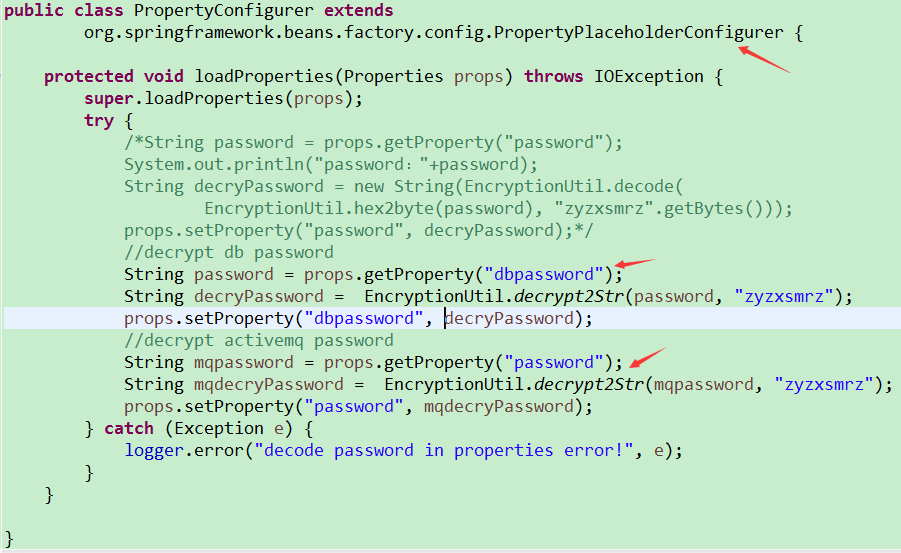 public class PropertyConfigurer extends
        org.springframework.beans.factory.config.PropertyPlaceholderConfigurer {

    protected void loadProperties(Properties props) throws IOException {
        super.loadProperties(props);
        try {
            /*String password = props.getProperty("password");
            System.out.println("password："+password);
            String decryPassword = new String(EncryptionUtil.decode(
                    EncryptionUtil.hex2byte(password), "zyzxsmrz".getBytes()));
            props.setProperty("password", decryPassword);*/
            //decrypt db password
            String password = props.getProperty("dbpassword");
            String decryPassword =  EncryptionUtil.decrypt2Str(password, "zyzxsmrz");
            props.setProperty("dbpassword", decryPassword);
            //decrypt activemq password
            String mqpassword = props.getProperty("password");
            String mqdecryPassword =  EncryptionUtil.decrypt2Str(mqpassword, "zyzxsmrz");
            props.setProperty("password", mqdecryPassword);
        } catch (Exception e) {
            logger.error("decode password in properties error!", e);
        }
    }

}